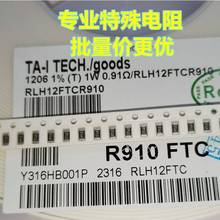 专业特殊电阻
批量价更优
TA-I TECH./goods
1206 1% (T) 1W 0.91Ω/RLH12FTCR910
RLH12FTCR910
R910 FTC
Y316HB001P 2316 RLH12FTC